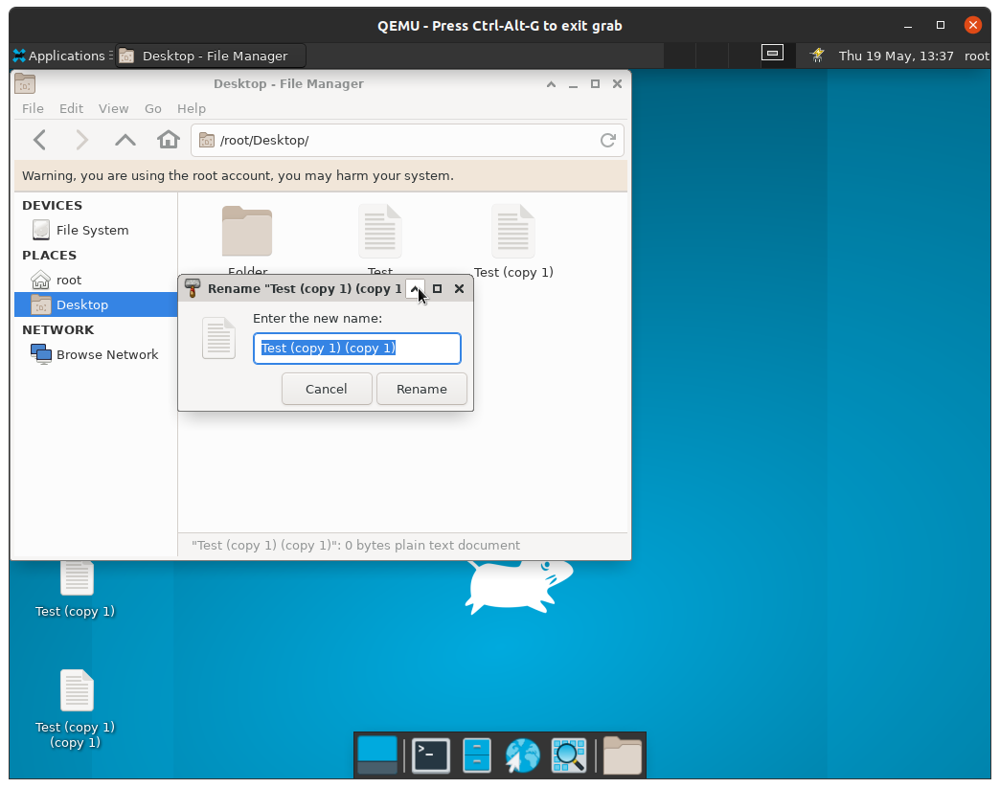 QEMU - Press Ctrl-Alt-G to exit grab
Applications
Desktop - File Manager
Thu 19 May, 13:37
root
Desktop - File Manager
File Edit View Go Help
/root/Desktop/
Warning, you are using the root account, you may harm your system.
DEVICES
File System
PLACES
root
Desktop
NETWORK
Browse Network
Folder
Test
Test (copy 1)
Rename "Test (copy 1) (copy 1
Enter the new name:
Test (copy 1) (copy 1)
Cancel
Rename
"Test (copy 1) (copy 1)": 0 bytes plain text document
Test (copy 1)
Test (copy 1)
(copy 1)